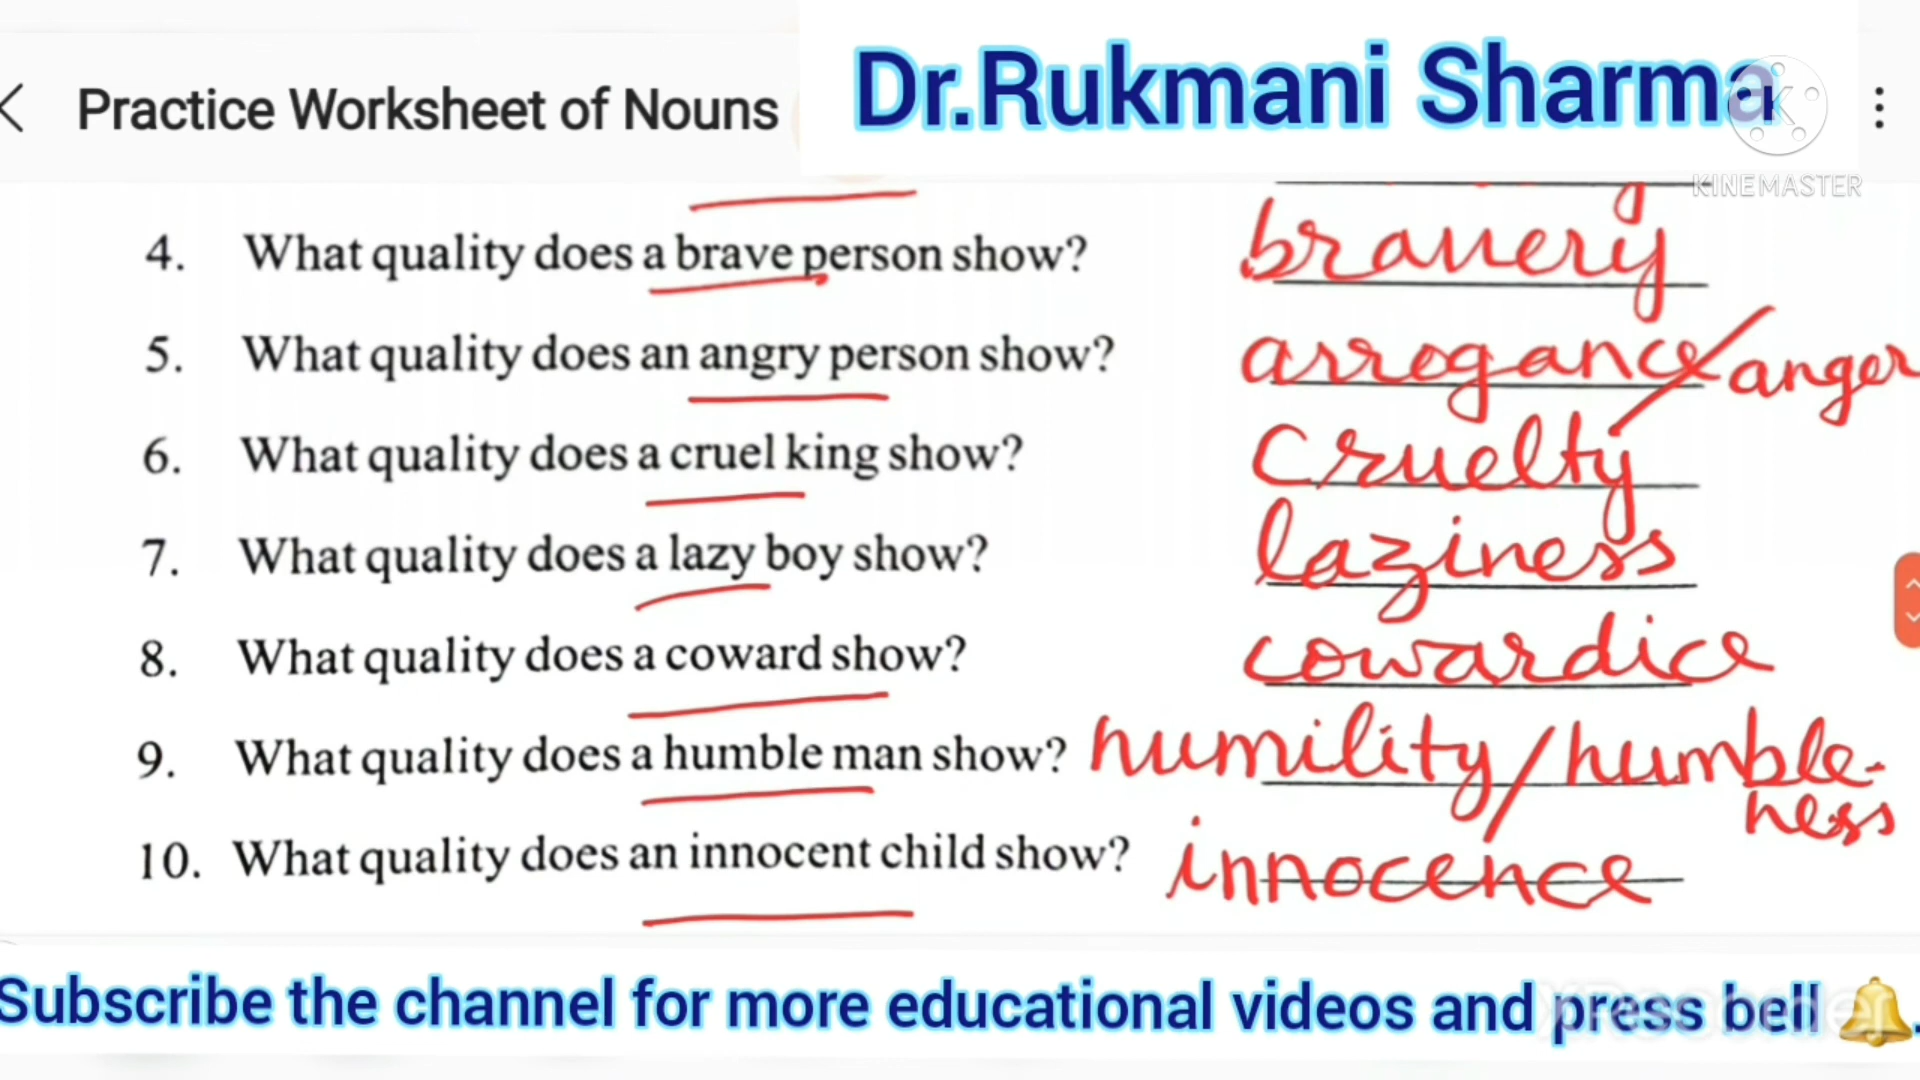 Practice Worksheet of Nouns
Dr.Rukmani Sharma
KINEMASTER
4. What quality does a brave person show? bravery
5. What quality does an angry person show? arrogance/anger
6. What quality does a cruel king show? cruelty
7. What quality does a lazy boy show? laziness
8. What quality does a coward show? cowardice
9. What quality does a humble man show? humility/humble-
ness
10. What quality does an innocent child show? innocence
Subscribe the channel for more educational videos and press bell 🔔.